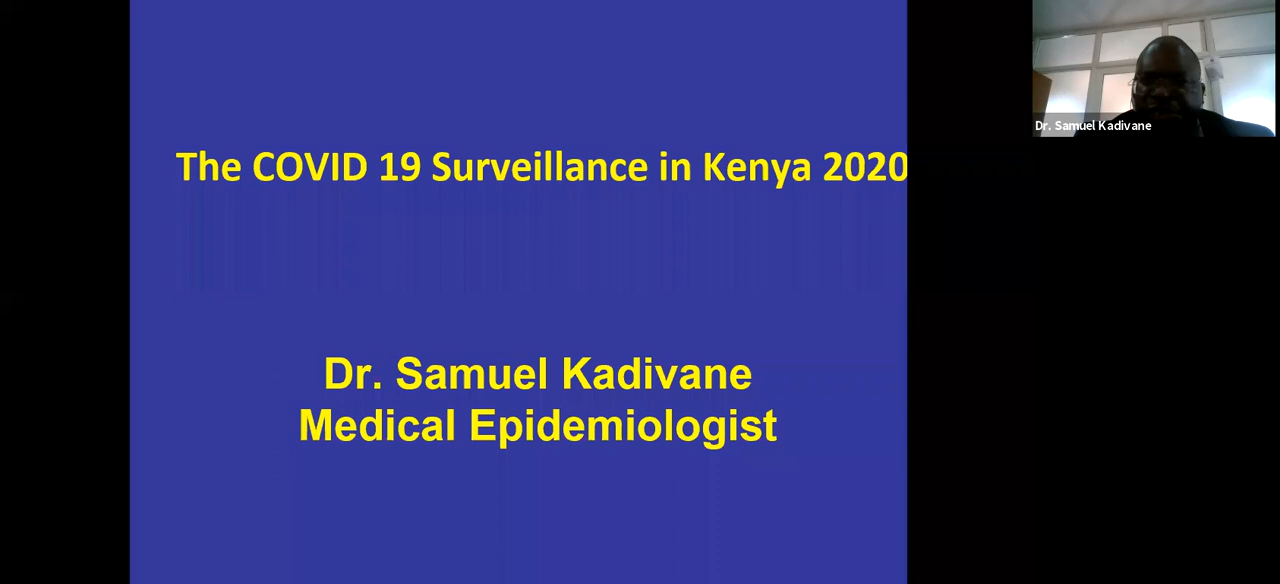 The COVID 19 Surveillance in Kenya 2020
Dr. Samuel Kadivane
Medical Epidemiologist
Dr. Samuel Kadivane